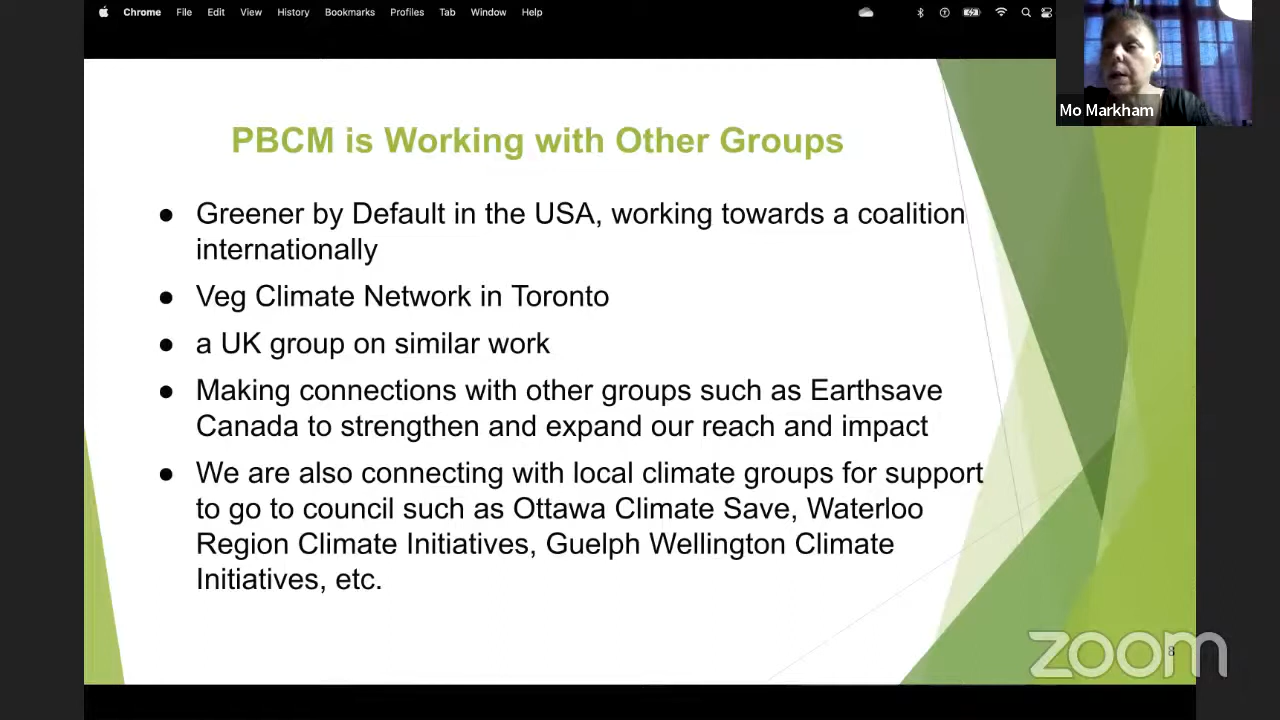 Chrome File Edit View History Bookmarks Profiles Tab Window Help
Mo Markham
PBCM is Working with Other Groups
● Greener by Default in the USA, working towards a coalition
internationally
● Veg Climate Network in Toronto
● a UK group on similar work
● Making connections with other groups such as Earthsave
Canada to strengthen and expand our reach and impact
● We are also connecting with local climate groups for support
to go to council such as Ottawa Climate Save, Waterloo
Region Climate Initiatives, Guelph Wellington Climate
Initiatives, etc.
8
zoom